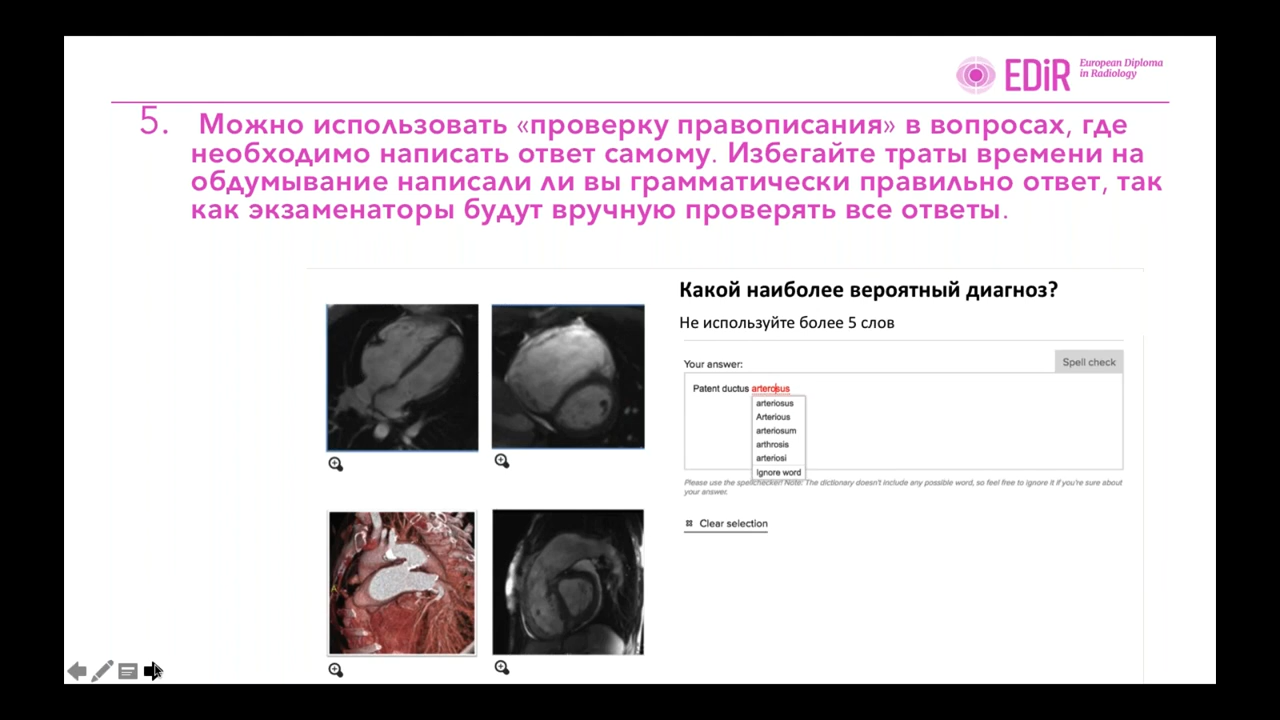 EDiR
European Diploma
in Radiology
5. Можно использовать «проверку правописания» в вопросах, где
необходимо написать ответ самому. Избегайте траты времени на
обдумывание написали ли вы грамматически правильно ответ, так
как экзаменаторы будут вручную проверять все ответы.
Какой наиболее вероятный диагноз?
Не используйте более 5 слов
Your answer:
Spell check
Patent ductus arterosus
arteriosus
Arterious
arteriosum
arthrosis
arteriosi
Ignore word
Please use the spellchecker! Note: The dictionary doesn't include any possible word, so feel free to ignore it if you're sure about
your answer.
Clear selection
A